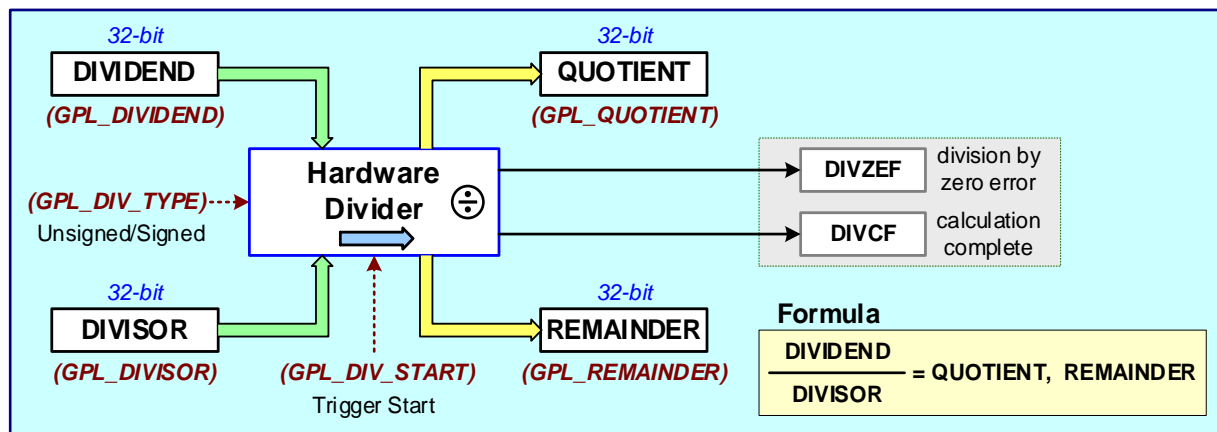 32-bit
DIVIDEND
(GPL_DIVIDEND)
32-bit
QUOTIENT
(GPL_QUOTIENT)
Hardware
Divider
÷
(GPL_DIV_TYPE)
Unsigned/Signed
DIVZEF
division by
zero error
DIVCF
calculation
complete
32-bit
DIVISOR
(GPL_DIVISOR)
(GPL_DIV_START)
Trigger Start
32-bit
REMAINDER
(GPL_REMAINDER)
Formula
DIVIDEND
DIVISOR
= QUOTIENT, REMAINDER